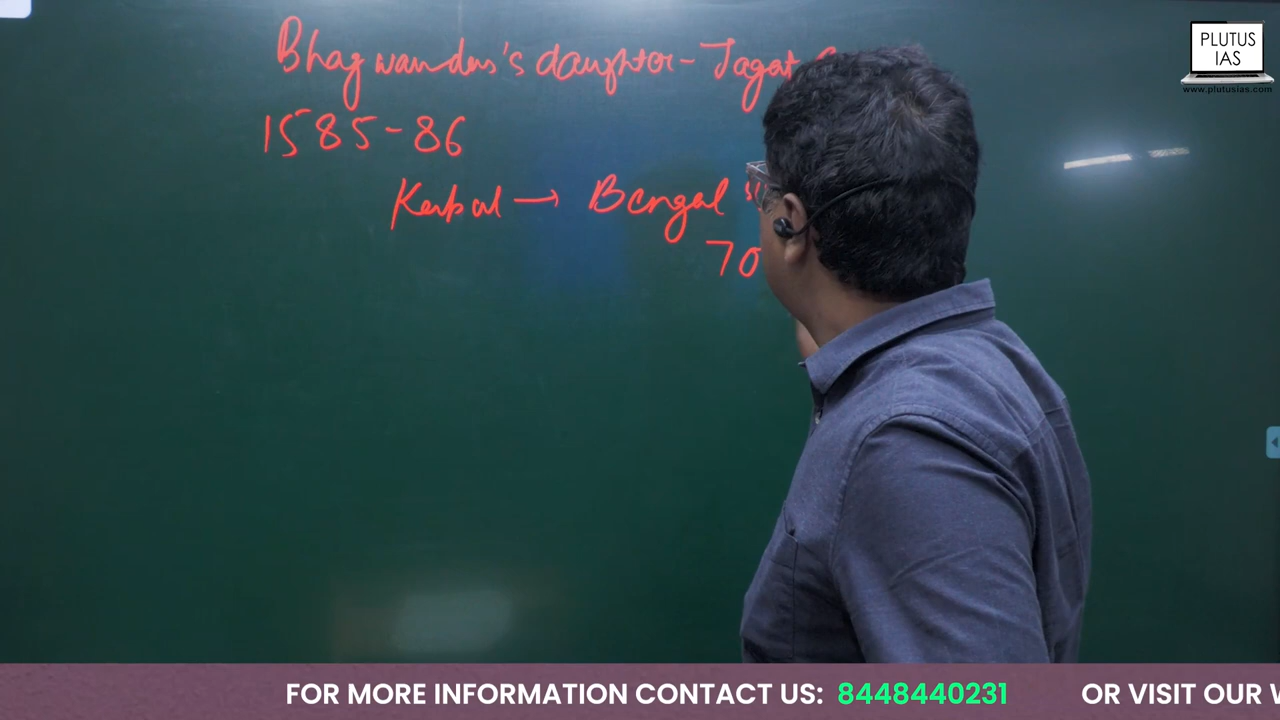 Bhagwandas's daughter - Jagat
1585-86
Kabul → Bengal
70
PLUTUS
IAS
www.plutusias.com
FOR MORE INFORMATION CONTACT US: 8448440231 OR VISIT OUR W